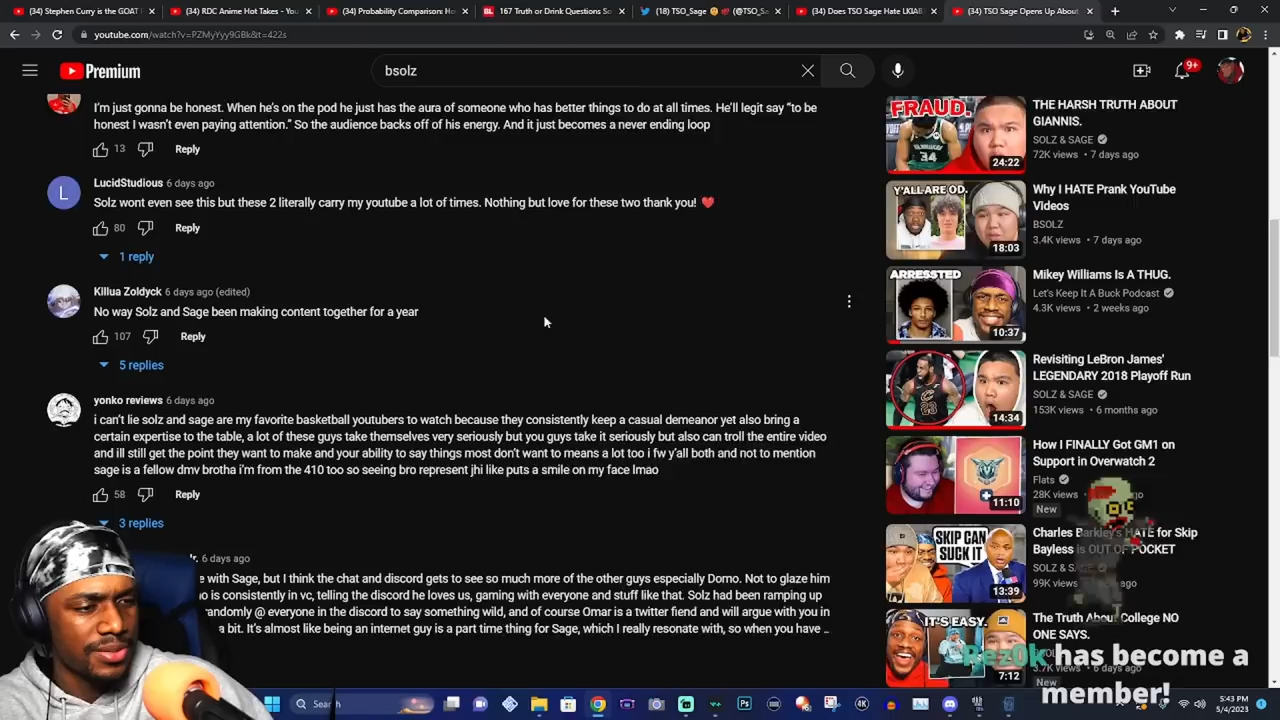 (34) Stephen Curry is the GOAT F
(34) RDC Anime Hot Takes - You
(34) Probability Comparison: Ho
167 Truth or Drink Questions So
(18) TSO_Sage (@TSO_Sa
(34) Does TSO Sage Hate LKIAB
(34) TSO Sage Opens Up About
youtube.com/watch?v=PZMyYyy9GBk&t=422s
Premium
bsolz
9+
I'm just gonna be honest. When he's on the pod he just has the aura of someone who has better things to do at all times. He'll legit say “to be
honest I wasn't even paying attention.” So the audience backs off of his energy. And it just becomes a never ending loop
13 Reply
L
LucidStudious 6 days ago
Solz wont even see this but these 2 literally carry my youtube a lot of times. Nothing but love for these two thank you! ❤️
80 Reply
1 reply
Killua Zoldyck 6 days ago (edited)
No way Solz and Sage been making content together for a year
107 Reply
5 replies
yonko reviews 6 days ago
i can't lie solz and sage are my favorite basketball youtubers to watch because they consistently keep a casual demeanor yet also bring a
certain expertise to the table, a lot of these guys take themselves very seriously but you guys take it seriously but also can troll the entire video
and ill still get the point they want to make and your ability to say things most don't want to means a lot too i fw y'all both and not to mention
sage is a fellow dmv brotha i'm from the 410 too so seeing bro represent jhi like puts a smile on my face lmao
58 Reply
3 replies
r. 6 days ago
e with Sage, but I think the chat and discord gets to see so much more of the other guys especially Domo. Not to glaze him
o is consistently in vc, telling the discord he loves us, gaming with everyone and stuff like that. Solz had been ramping up
randomly @ everyone in the discord to say something wild, and of course Omar is a twitter fiend and will argue with you in
a bit. It's almost like being an internet guy is a part time thing for Sage, which I really resonate with, so when you have ...
FRAUD.
34
24:22
THE HARSH TRUTH ABOUT
GIANNIS.
SOLZ & SAGE
72K views • 7 days ago
Y'ALL ARE OD.
18:03
Why I HATE Prank YouTube
Videos
BSOLZ
3.4K views • 7 days ago
ARRESSTED
10:37
Mikey Williams Is A THUG.
Let's Keep It A Buck Podcast
4.3K views • 2 weeks ago
23
14:34
Revisiting LeBron James'
LEGENDARY 2018 Playoff Run
SOLZ & SAGE
153K views • 6 months ago
11:10
How I FINALLY Got GM1 on
Support in Overwatch 2
Flats
28K views • ago
New
SKIP CAN
SUCK IT
13:39
Charles Barkley's HATE for Skip
Bayless is OUT OF POCKET
SOLZ &
99K views
IT'S EASY.
7:12
The Truth About College NO
ONE SAYS.
3.7K views • 6 days ago
New
Rez0k has become a
member!
Search
4K
5:43 PM
5/4/2023